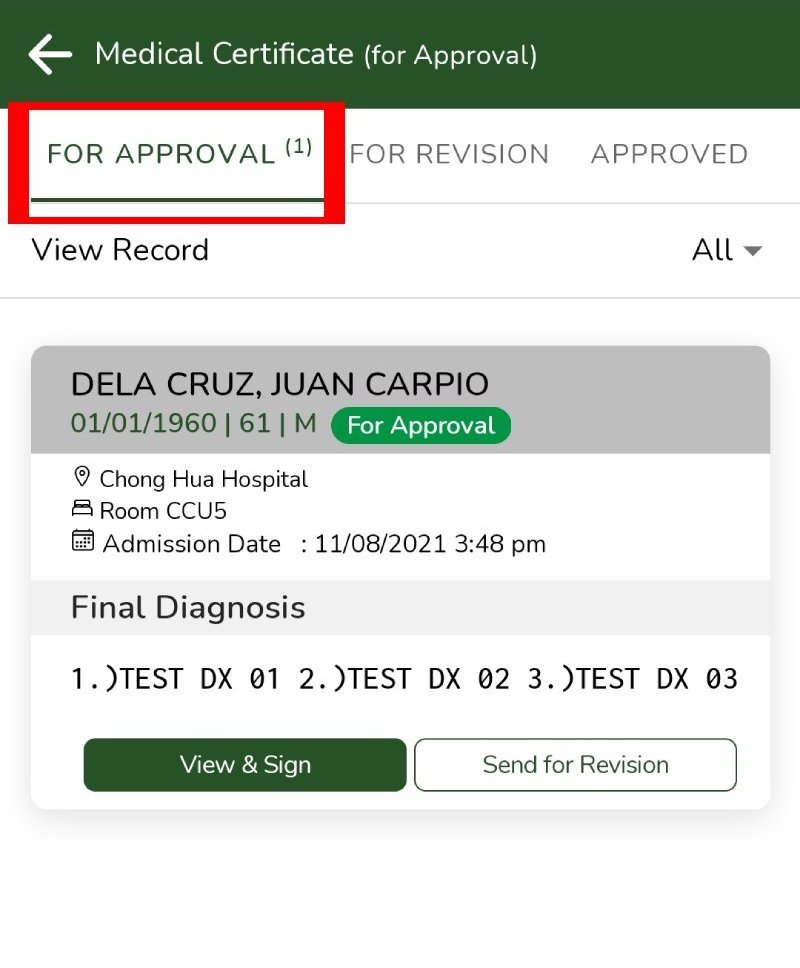 Medical Certificate (for Approval)
FOR APPROVAL (1) FOR REVISION APPROVED
View Record All
DELA CRUZ, JUAN CARPIO
01/01/1960 | 61 | M For Approval
Chong Hua Hospital
Room CCU5
Admission Date : 11/08/2021 3:48 pm
Final Diagnosis
1.)TEST DX 01 2.)TEST DX 02 3.)TEST DX 03
View & Sign Send for Revision